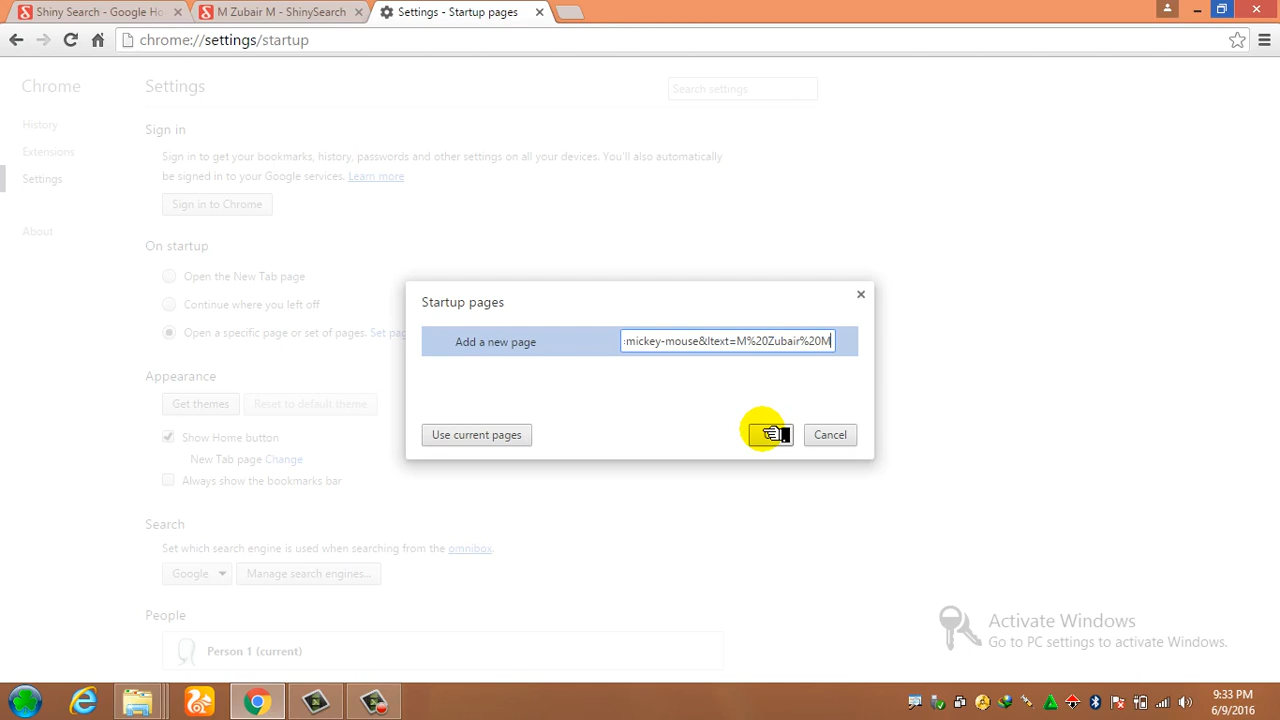 Shiny Search - Google Ho
M Zubair M - ShinySearch
Settings - Startup pages
chrome://settings/startup
Chrome
Settings
Search settings
History
Extensions
Settings
About
Sign in
Sign in to get your bookmarks, history, passwords and other settings on all your devices. You'll also automatically
be signed in to your Google services. Learn more
Sign in to Chrome
On startup
Open the New Tab page
Continue where you left off
Open a specific page or set of pages. Set pag
Startup pages
Add a new page
:mickey-mouse&ltext=M%20Zubair%20M
Use current pages
Cancel
Appearance
Get themes
Reset to default theme
Show Home button
New Tab page Change
Always show the bookmarks bar
Search
Set which search engine is used when searching from the omnibox.
Google
Manage search engines...
People
Person 1 (current)
Activate Windows
Go to PC settings to activate Windows.
9:33 PM
6/9/2016